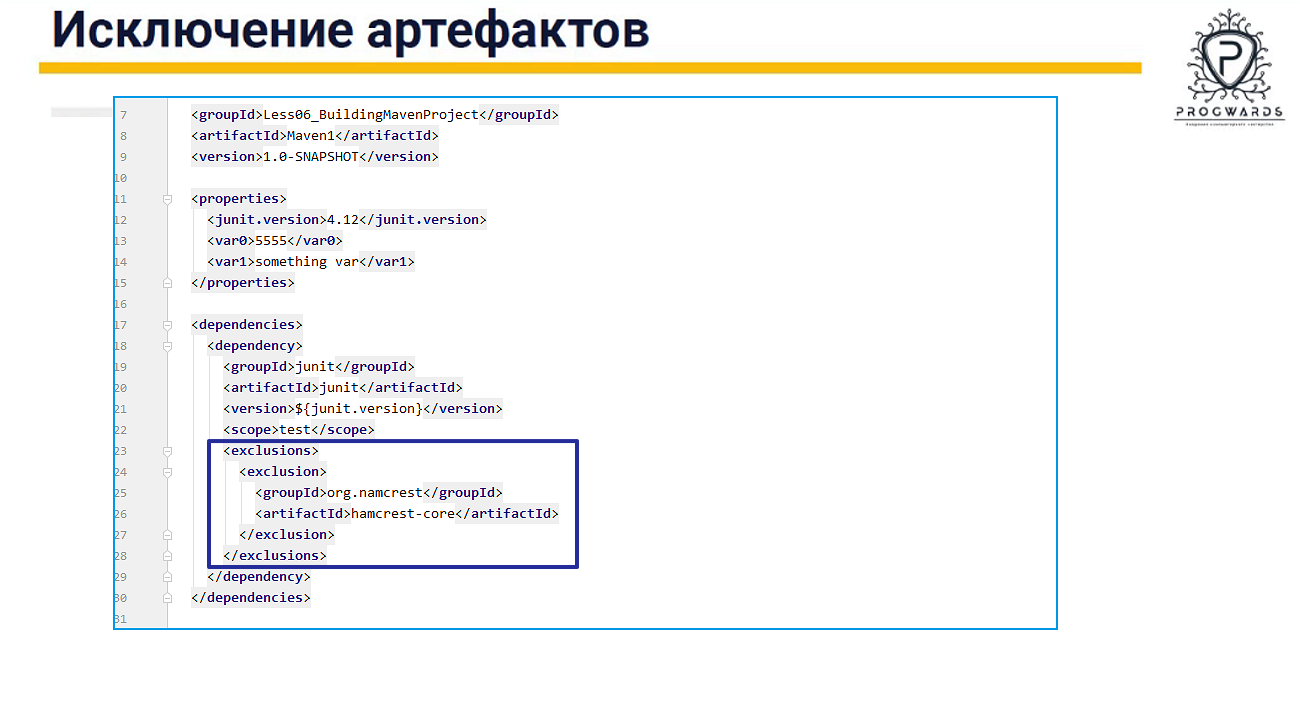 Исключение артефактов
PROGWARDS
7 <groupId>Less06_BuildingMavenProject</groupId>
8 <artifactId>Maven1</artifactId>
9 <version>1.0-SNAPSHOT</version>
10
11 <properties>
12 <junit.version>4.12</junit.version>
13 <var0>5555</var0>
14 <var1>something var</var1>
15 </properties>
16
17 <dependencies>
18 <dependency>
19 <groupId>junit</groupId>
20 <artifactId>junit</artifactId>
21 <version>${junit.version}</version>
22 <scope>test</scope>
23 <exclusions>
24 <exclusion>
25 <groupId>org.namcrest</groupId>
26 <artifactId>hamcrest-core</artifactId>
27 </exclusion>
28 </exclusions>
29 </dependency>
30 </dependencies>
31